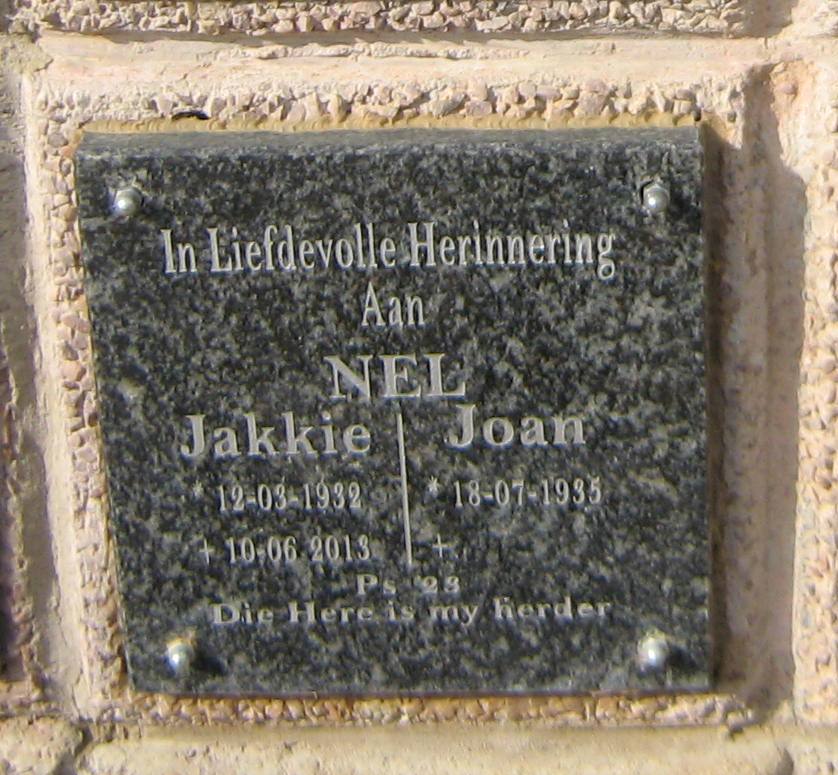 In Liefdevolle Herinnering
Aan
NEL
Jakkie Joan
* 12-03-1932 * 18-07-1935
+ 10-06 2013 +
Ps 23
Die Here is my herder